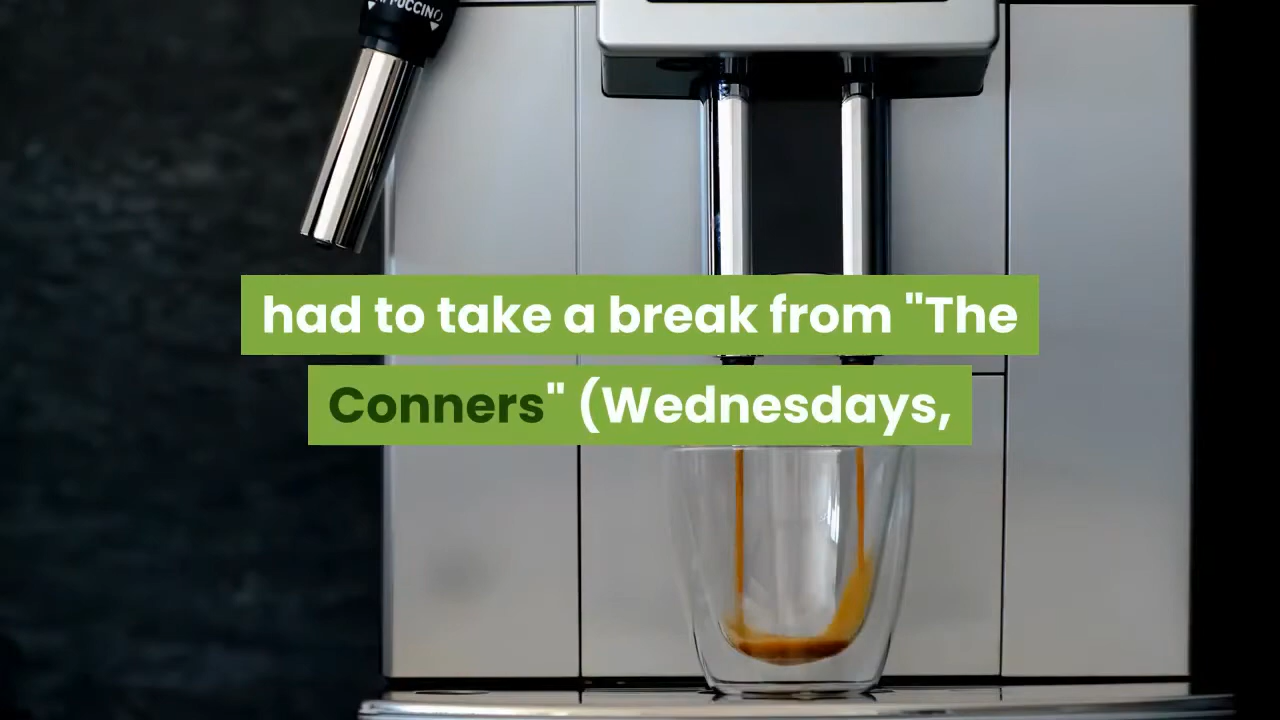 had to take a break from "The
Conners" (Wednesdays,